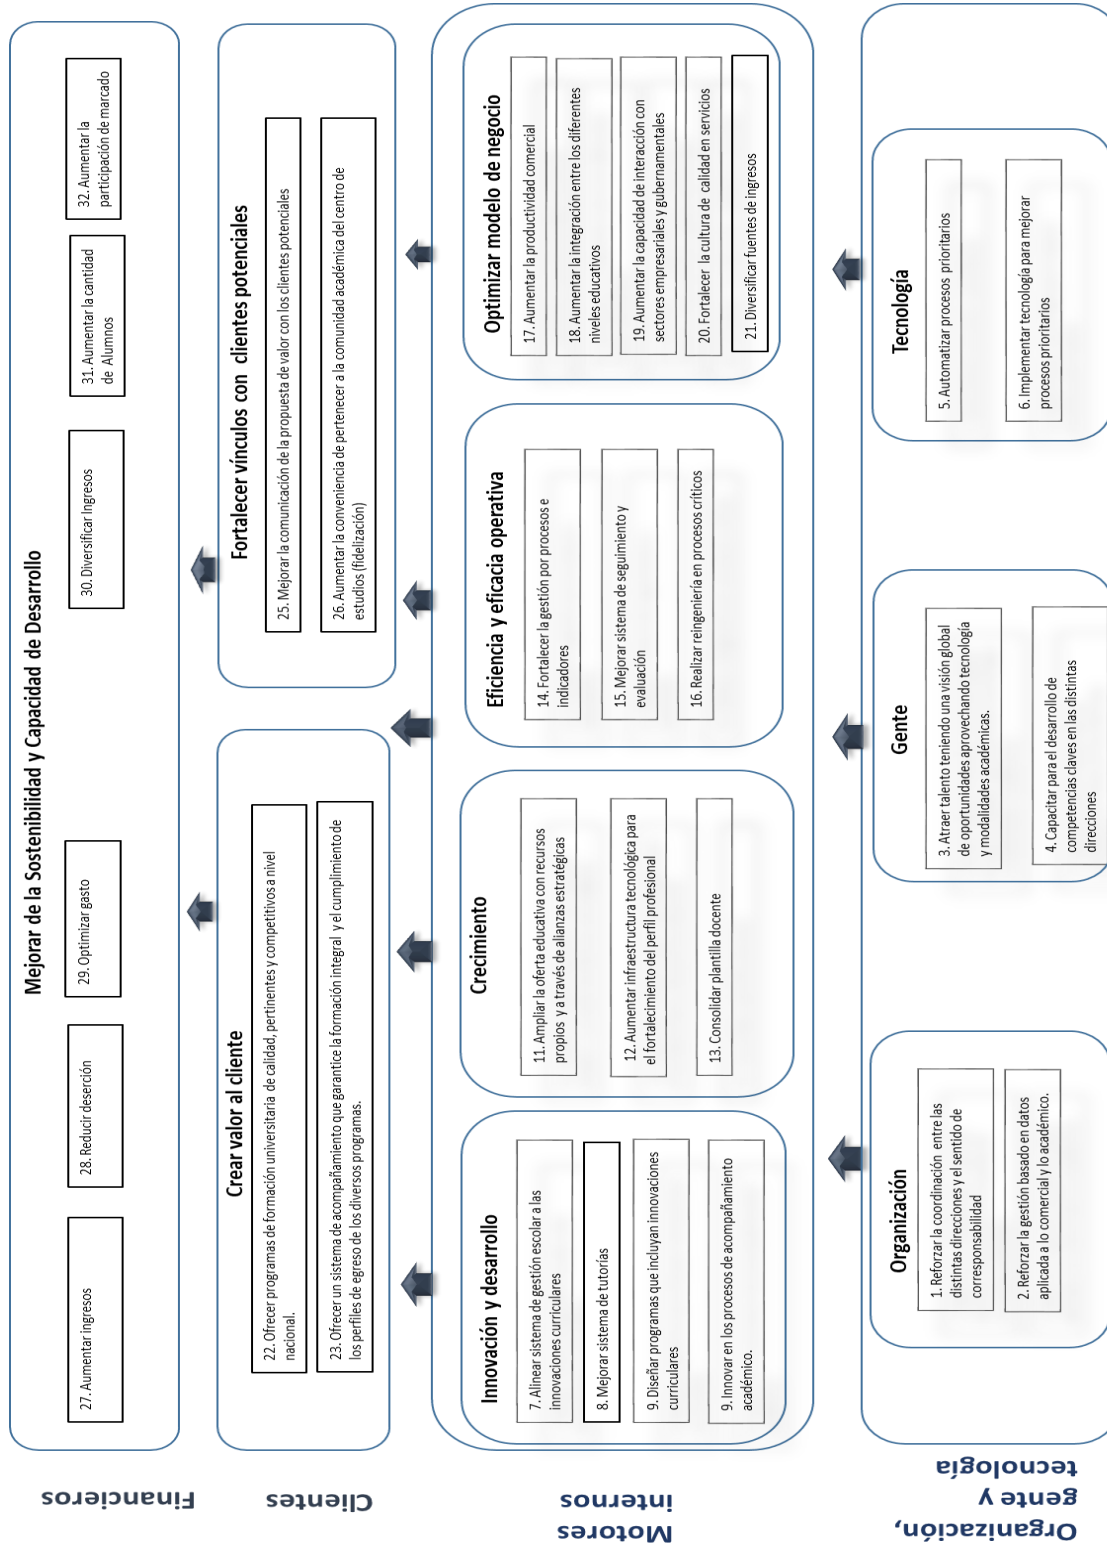 Financieros
Mejorar de la Sostenibilidad y Capacidad de Desarrollo
27. Aumentar ingresos
28. Reducir deserción
29. Optimizar gasto
30. Diversificar Ingresos
31. Aumentar la cantidad
de Alumnos
32. Aumentar la
participación de marcado
Clientes
Crear valor al cliente
22. Ofrecer programas de formación universitaria de calidad, pertinentes y competitivos a nivel
nacional.
23. Ofrecer un sistema de acompañamiento que garantice la formación integral y el cumplimiento de
los perfiles de egreso de los diversos programas.
Fortalecer vínculos con clientes potenciales
25. Mejorar la comunicación de la propuesta de valor con los clientes potenciales
26. Aumentar la conveniencia de pertenecer a la comunidad académica del centro de
estudios (fidelización)
Motores
internos
Innovación y desarrollo
7. Alinear sistema de gestión escolar a las
innovaciones curriculares
8. Mejorar sistema de tutorías
9. Diseñar programas que incluyan innovaciones
curriculares
9. Innovar en los procesos de acompañamiento
académico.
Crecimiento
11. Ampliar la oferta educativa con recursos
propios y a través de alianzas estratégicas
12. Aumentar infraestructura tecnológica para
el fortalecimiento del perfil profesional
13. Consolidar plantilla docente
Eficiencia y eficacia operativa
14. Fortalecer la gestión por procesos e
indicadores
15. Mejorar sistema de seguimiento y
evaluación
16. Realizar reingeniería en procesos críticos
Optimizar modelo de negocio
17. Aumentar la productividad comercial
18. Aumentar la integración entre los diferentes
niveles educativos
19. Aumentar la capacidad de interacción con
sectores empresariales y gubernamentales
20. Fortalecer la cultura de calidad en servicios
21. Diversificar fuentes de ingresos
Organización,
gente y
tecnología
Organización
1. Reforzar la coordinación entre las
distintas direcciones y el sentido de
corresponsabilidad
2. Reforzar la gestión basado en datos
aplicada a lo comercial y lo académico.
Gente
3. Atraer talento teniendo una visión global
de oportunidades aprovechando tecnología
y modalidades académicas.
4. Capacitar para el desarrollo de
competencias claves en las distintas
direcciones
Tecnología
5. Automatizar procesos prioritarios
6. Implementar tecnología para mejorar
procesos prioritarios